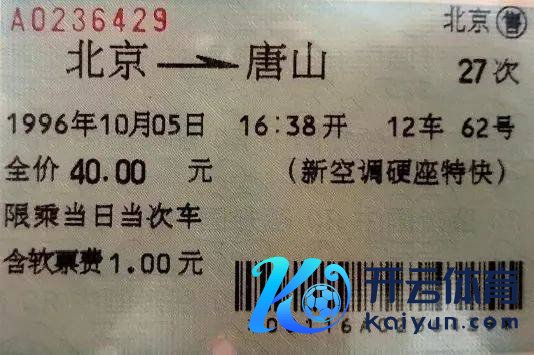 A0236429
北京 售
北京 → 唐山
27次
1996年10月05日 16:38开 12车 62号
全价 40.00 元 (新空调硬座特快)
限乘当日当次车
含软票费 1.00 元
开云体育
Kaiyun.com